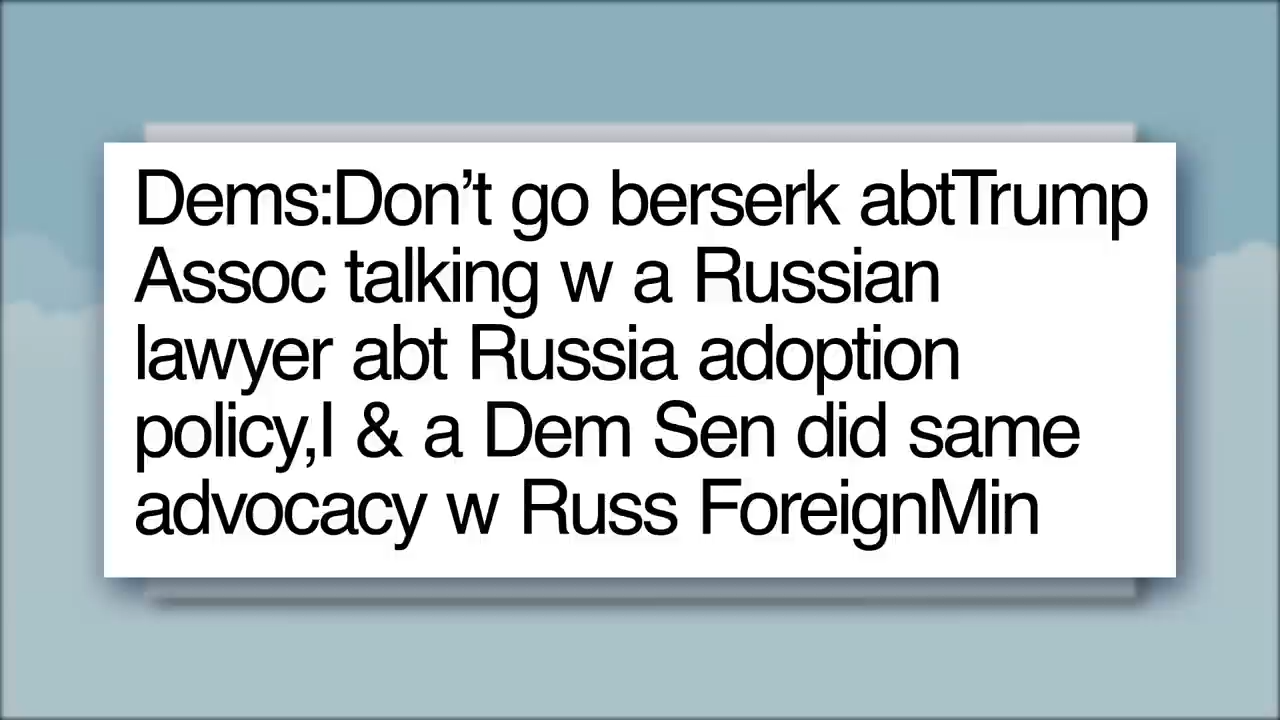 Dems:Don’t go berserk abtTrump
Assoc talking w a Russian
lawyer abt Russia adoption
policy,I & a Dem Sen did same
advocacy w Russ ForeignMin